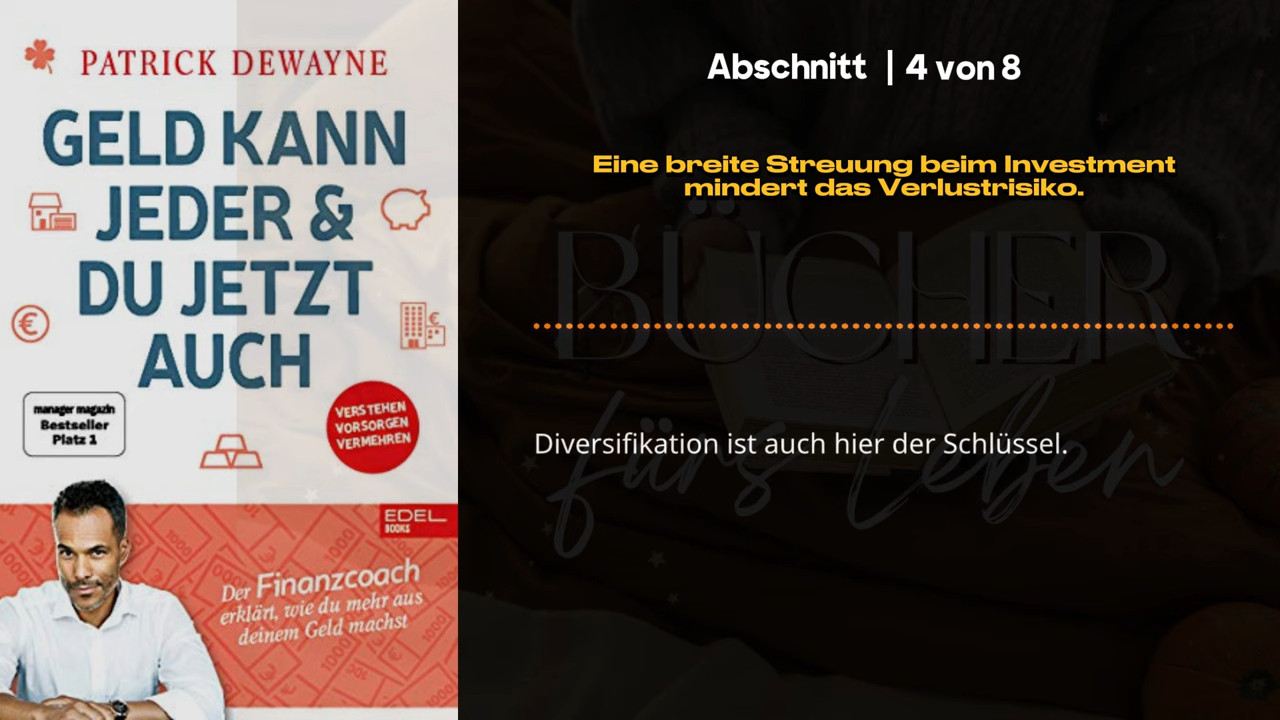 PATRICK DEWAYNE
GELD KANN
JEDER &
DU JETZT
AUCH
manager magazin
Bestseller
Platz 1
VERSTEHEN
VORSORGEN
VERMEHREN
EDEL
BOOKS
Der Finanzcoach
erklärt, wie du mehr aus
deinem Geld machst
Abschnitt | 4 von 8
Eine breite Streuung beim Investment
mindert das Verlustrisiko.
BÜCHER
fürs Leben
Diversifikation ist auch hier der Schlüssel.